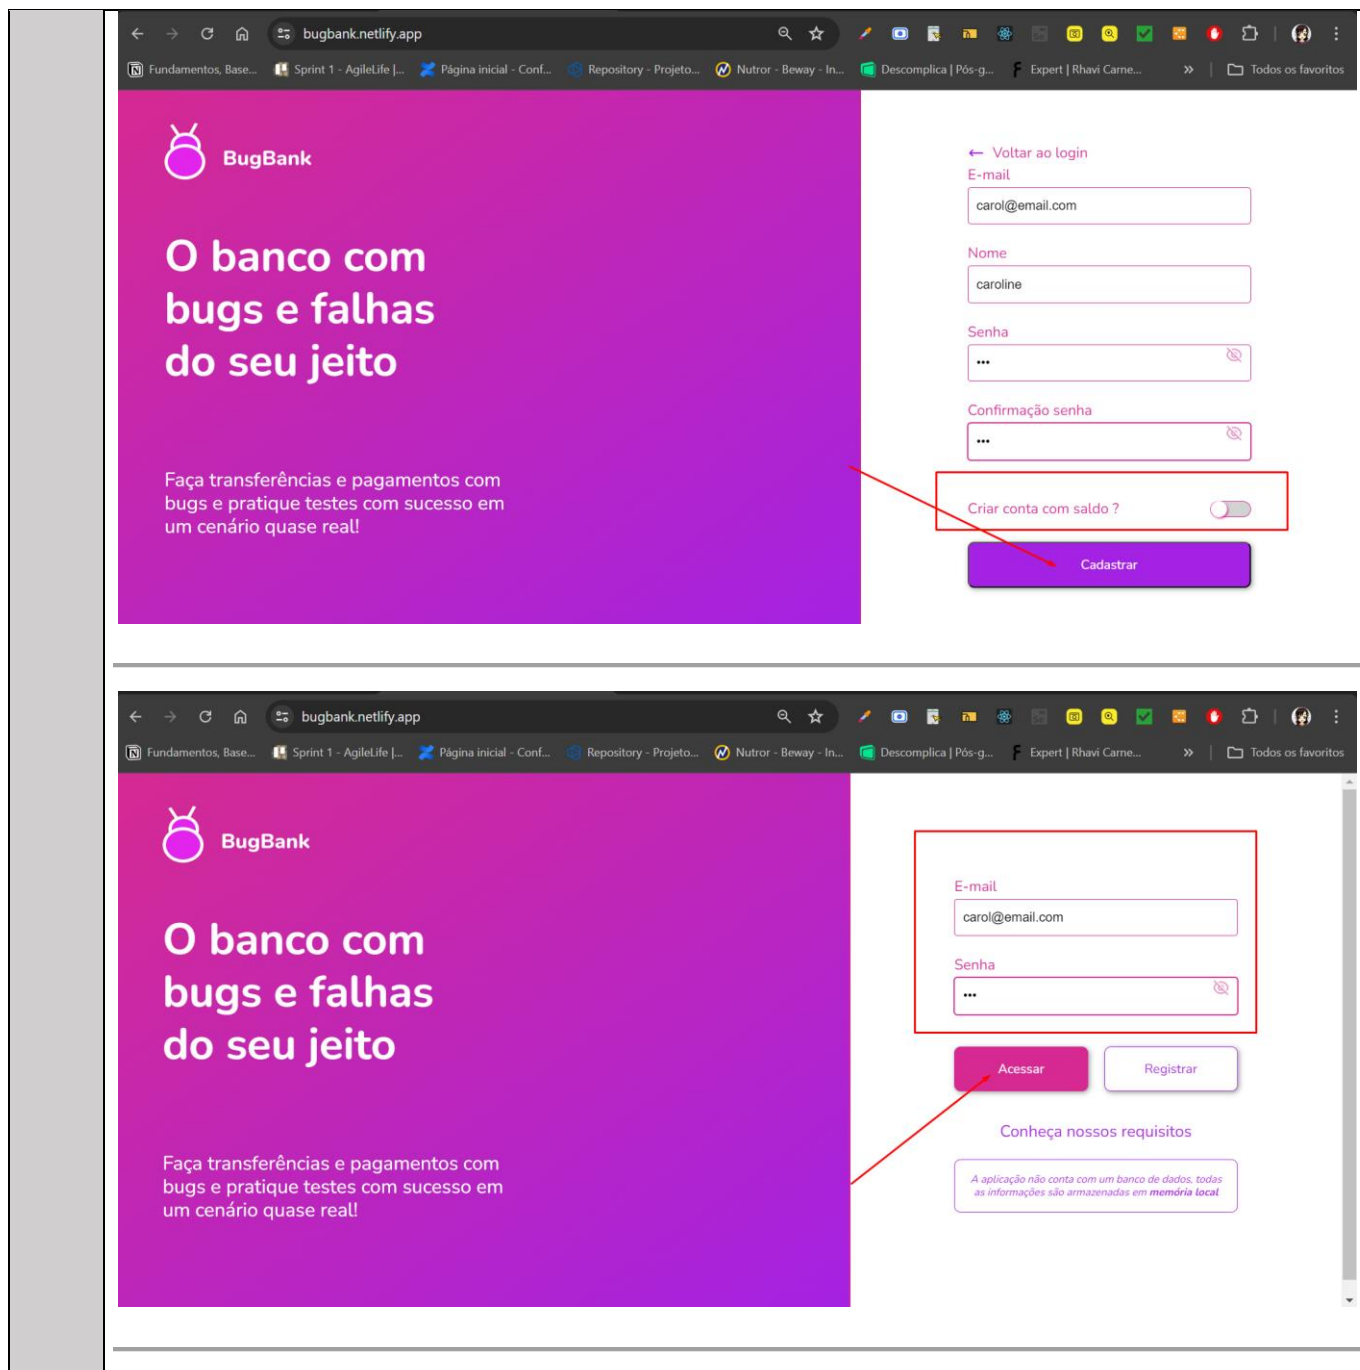 bugbank.netlify.app
Fundamentos, Base... Sprint 1 - AgileLife |... Página inicial - Conf... Repository - Projeto... Nutror - Beway - In... Descomplica | Pós-g... Expert | Rhavi Carne... » Todos os favoritos
BugBank
O banco com
bugs e falhas
do seu jeito
Faça transferências e pagamentos com
bugs e pratique testes com sucesso em
um cenário quase real!
← Voltar ao login
E-mail
carol@email.com
Nome
caroline
Senha
•••
Confirmação senha
•••
Criar conta com saldo ?
Cadastrar
bugbank.netlify.app
Fundamentos, Base... Sprint 1 - AgileLife |... Página inicial - Conf... Repository - Projeto... Nutror - Beway - In... Descomplica | Pós-g... Expert | Rhavi Carne... » Todos os favoritos
BugBank
O banco com
bugs e falhas
do seu jeito
Faça transferências e pagamentos com
bugs e pratique testes com sucesso em
um cenário quase real!
E-mail
carol@email.com
Senha
•••
Acessar Registrar
Conheça nossos requisitos
A aplicação não conta com um banco de dados, todas
as informações são armazenadas em memória local